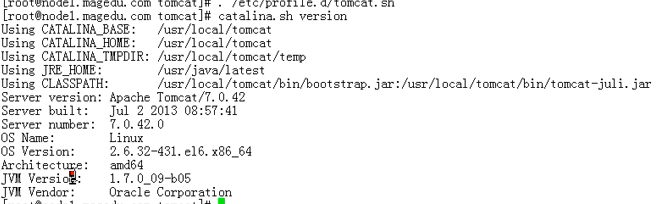 [root@node1.magedu.com tomcat]# . /etc/profile.d/tomcat.sh
[root@node1.magedu.com tomcat]# catalina.sh version
Using CATALINA_BASE:   /usr/local/tomcat
Using CATALINA_HOME:   /usr/local/tomcat
Using CATALINA_TMPDIR: /usr/local/tomcat/temp
Using JRE_HOME:        /usr/java/latest
Using CLASSPATH:       /usr/local/tomcat/bin/bootstrap.jar:/usr/local/tomcat/bin/tomcat-juli.jar
Server version: Apache Tomcat/7.0.42
Server built:   Jul 2 2013 08:57:41
Server number:  7.0.42.0
OS Name:        Linux
OS Version:     2.6.32-431.el6.x86_64
Architecture:   amd64
JVM Version:    1.7.0_09-b05
JVM Vendor:     Oracle Corporation
[root@node1.magedu.com tomcat]#